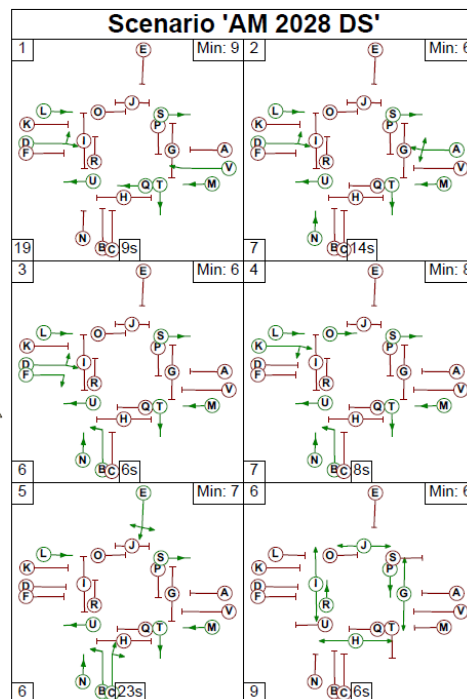 Scenario 'AM 2028 DS'
1 E Min: 9
L O J S
K P
D I G A
F R V
U Q T M
H
N B C
19 9s
2 E Min: 6
L O J S
K P
D I G A
F R V
U Q T M
H
N B C
7 14s
3 E Min: 6
L O J S
K P
D I G A
F R V
U Q T M
H
N B C
6 6s
4 E Min: 8
L O J S
K P
D I G A
F R V
U Q T M
H
N B C
7 8s
5 E Min: 7
L O J S
K P
D I G A
F R V
U Q T M
H
N B C
6 23s
6 E Min: 6
L O J S
K P
D I G A
F R V
U Q T M
H
N B C
9 6s